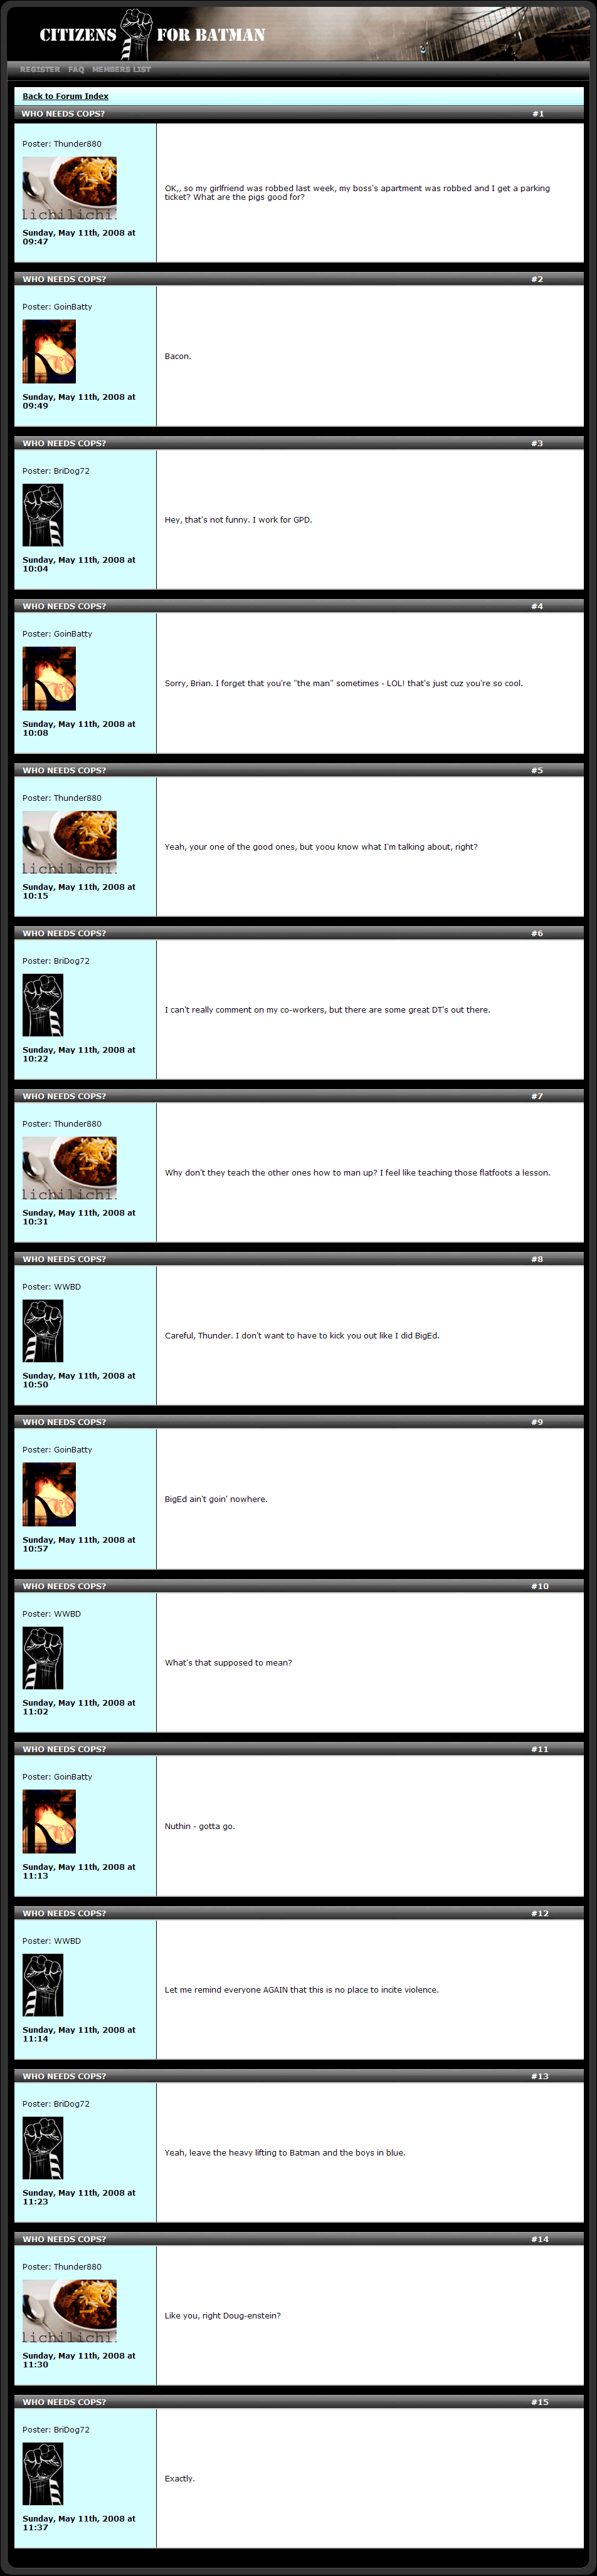 CITIZENS FOR BATMAN
REGISTER FAQ MEMBERS LIST
Back to Forum Index
WHO NEEDS COPS? #1
Poster: Thunder880
lichilichi
Sunday, May 11th, 2008 at
09:47
OK,, so my girlfriend was robbed last week, my boss's apartment was robbed and I get a parking
ticket? What are the pigs good for?
WHO NEEDS COPS? #2
Poster: GoinBatty
Sunday, May 11th, 2008 at
09:49
Bacon.
WHO NEEDS COPS? #3
Poster: BriDog72
Sunday, May 11th, 2008 at
10:04
Hey, that's not funny. I work for GPD.
WHO NEEDS COPS? #4
Poster: GoinBatty
Sunday, May 11th, 2008 at
10:08
Sorry, Brian. I forget that you're "the man" sometimes - LOL! that's just cuz you're so cool.
WHO NEEDS COPS? #5
Poster: Thunder880
lichilichi
Sunday, May 11th, 2008 at
10:15
Yeah, your one of the good ones, but yoou know what I'm talking about, right?
WHO NEEDS COPS? #6
Poster: BriDog72
Sunday, May 11th, 2008 at
10:22
I can't really comment on my co-workers, but there are some great DT's out there.
WHO NEEDS COPS? #7
Poster: Thunder880
lichilichi
Sunday, May 11th, 2008 at
10:31
Why don't they teach the other ones how to man up? I feel like teaching those flatfoots a lesson.
WHO NEEDS COPS? #8
Poster: WWBD
Sunday, May 11th, 2008 at
10:50
Careful, Thunder. I don't want to have to kick you out like I did BigEd.
WHO NEEDS COPS? #9
Poster: GoinBatty
Sunday, May 11th, 2008 at
10:57
BigEd ain't goin' nowhere.
WHO NEEDS COPS? #10
Poster: WWBD
Sunday, May 11th, 2008 at
11:02
What's that supposed to mean?
WHO NEEDS COPS? #11
Poster: GoinBatty
Sunday, May 11th, 2008 at
11:13
Nuthin - gotta go.
WHO NEEDS COPS? #12
Poster: WWBD
Sunday, May 11th, 2008 at
11:14
Let me remind everyone AGAIN that this is no place to incite violence.
WHO NEEDS COPS? #13
Poster: BriDog72
Sunday, May 11th, 2008 at
11:23
Yeah, leave the heavy lifting to Batman and the boys in blue.
WHO NEEDS COPS? #14
Poster: Thunder880
lichilichi
Sunday, May 11th, 2008 at
11:30
Like you, right Doug-enstein?
WHO NEEDS COPS? #15
Poster: BriDog72
Sunday, May 11th, 2008 at
11:37
Exactly.